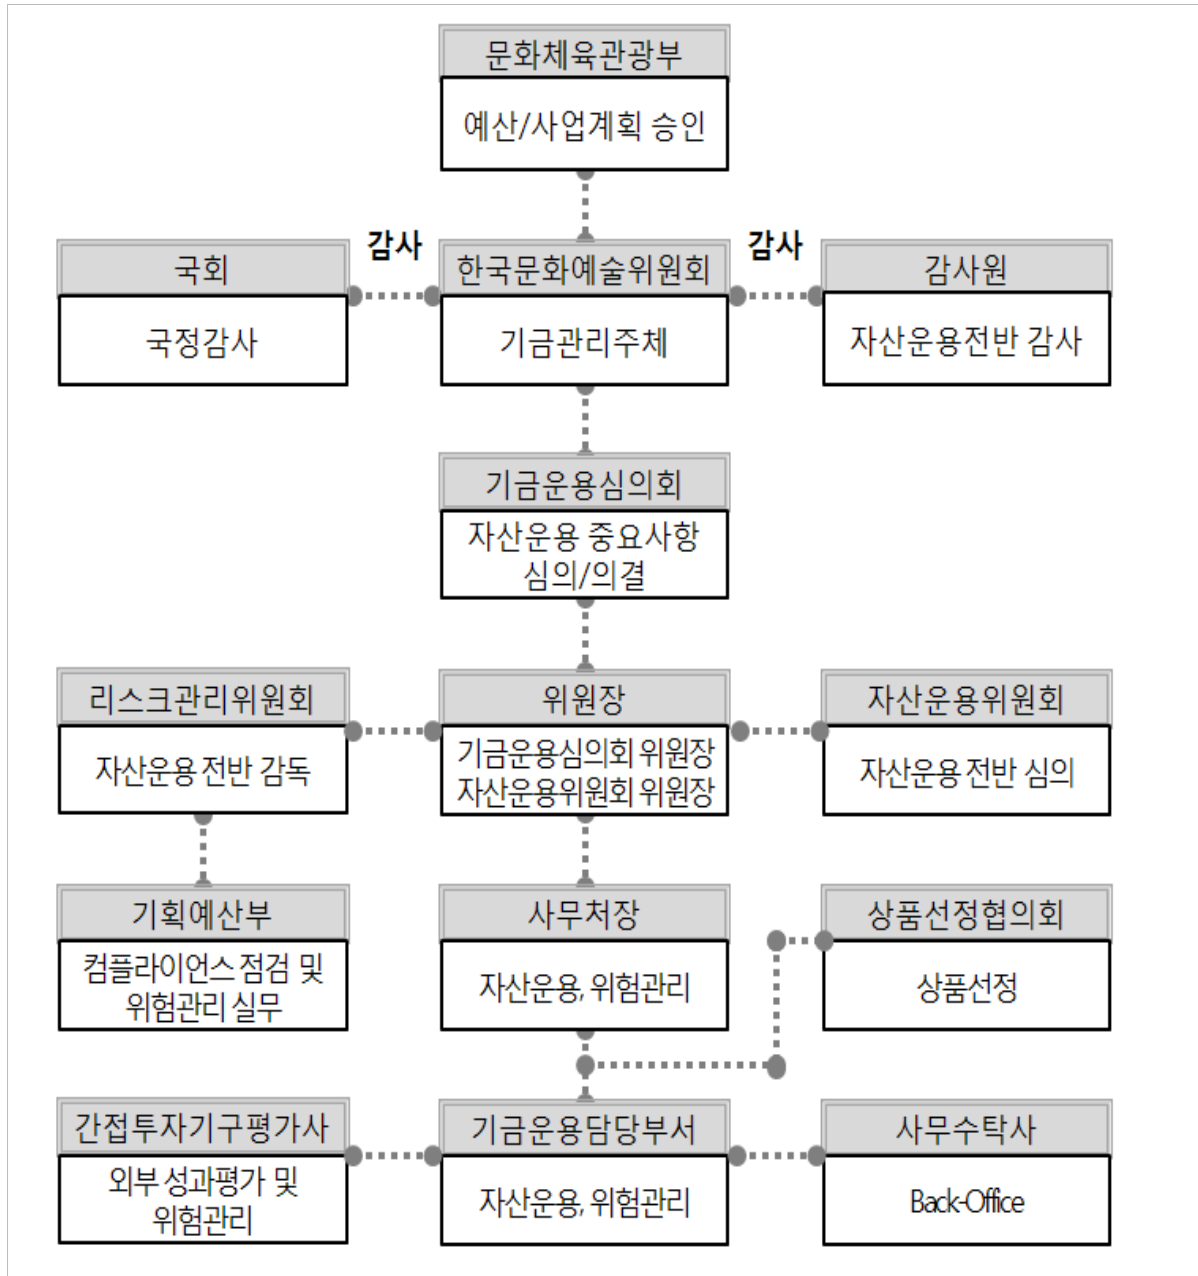 문화체육관광부
예산/사업계획 승인
감사
감사
국회
한국문화예술위원회
감사원
국정감사
기금관리주체
자산운용전반 감사
기금운용심의회
자산운용 중요사항
심의/의결
리스크관리위원회
위원장
자산운용위원회
자산운용 전반 감독
기금운용심의회 위원장
자산운용위원회 위원장
자산운용 전반 심의
기획예산부
사무처장
상품선정협의회
컴플라이언스 점검 및
위험관리 실무
자산운용, 위험관리
상품선정
간접투자기구평가사
기금운용담당부서
사무수탁사
외부 성과평가 및
위험관리
자산운용, 위험관리
Back-Office